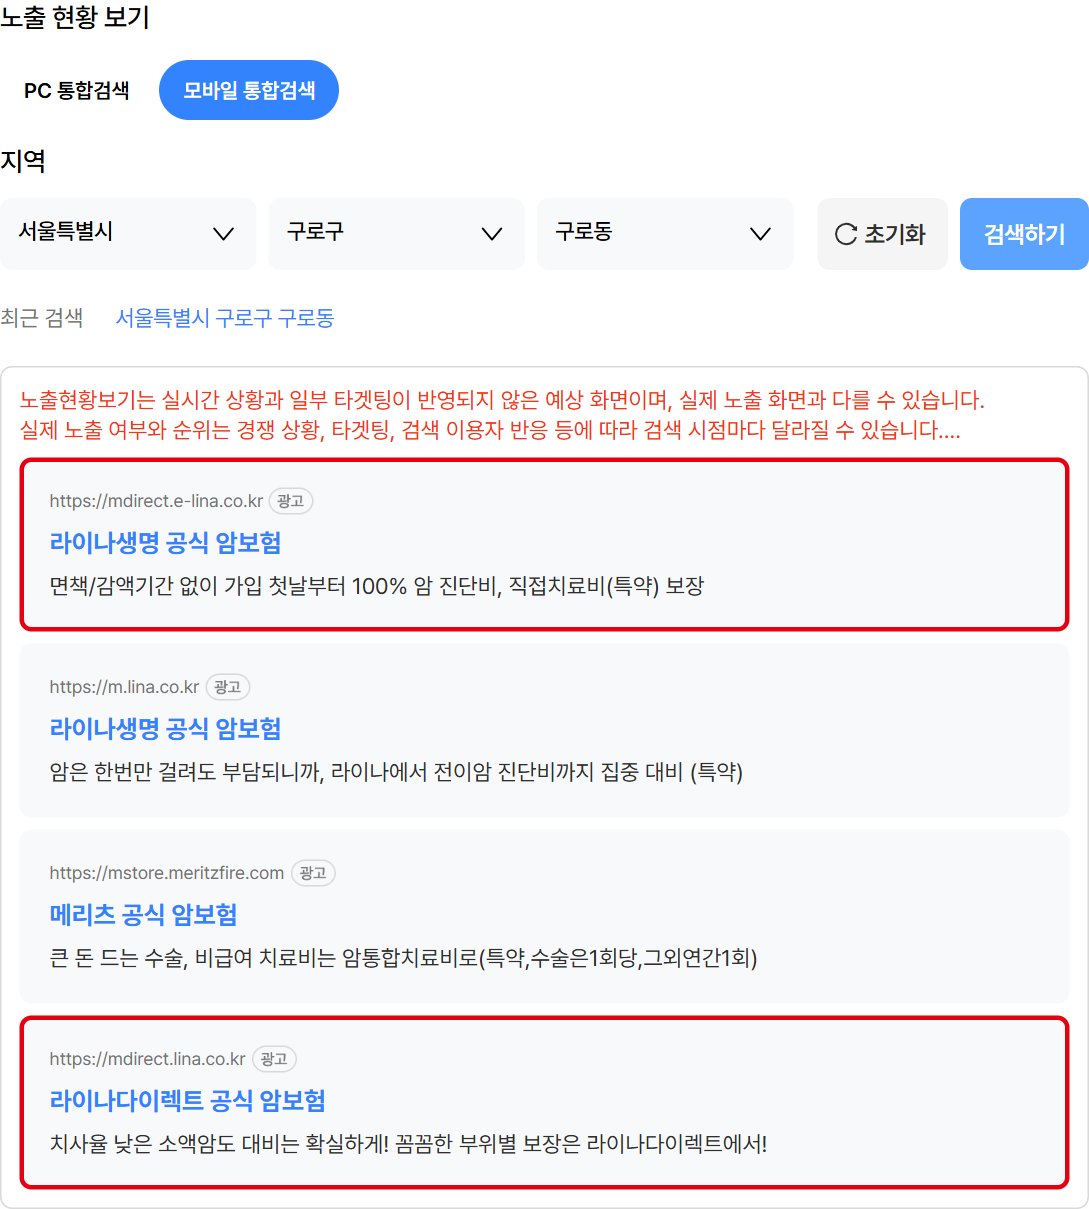 노출 현황 보기
PC 통합검색 모바일 통합검색
지역
서울특별시 구로구 구로동 초기화 검색하기
최근 검색 서울특별시 구로구 구로동
노출현황보기는 실시간 상황과 일부 타겟팅이 반영되지 않은 예상 화면이며, 실제 노출 화면과 다를 수 있습니다.
실제 노출 여부와 순위는 경쟁 상황, 타겟팅, 검색 이용자 반응 등에 따라 검색 시점마다 달라질 수 있습니다....
https://mdirect.e-lina.co.kr 광고
라이나생명 공식 암보험
면책/감액기간 없이 가입 첫날부터 100% 암 진단비, 직접치료비(특약) 보장
https://m.lina.co.kr 광고
라이나생명 공식 암보험
암은 한번만 걸려도 부담되니까, 라이나에서 전이암 진단비까지 집중 대비 (특약)
https://mstore.meritzfire.com 광고
메리츠 공식 암보험
큰 돈 드는 수술, 비급여 치료비는 암통합치료비로(특약,수술은1회당,그외연간1회)
https://mdirect.lina.co.kr 광고
라이나다이렉트 공식 암보험
치사율 낮은 소액암도 대비는 확실하게! 꼼꼼한 부위별 보장은 라이나다이렉트에서!